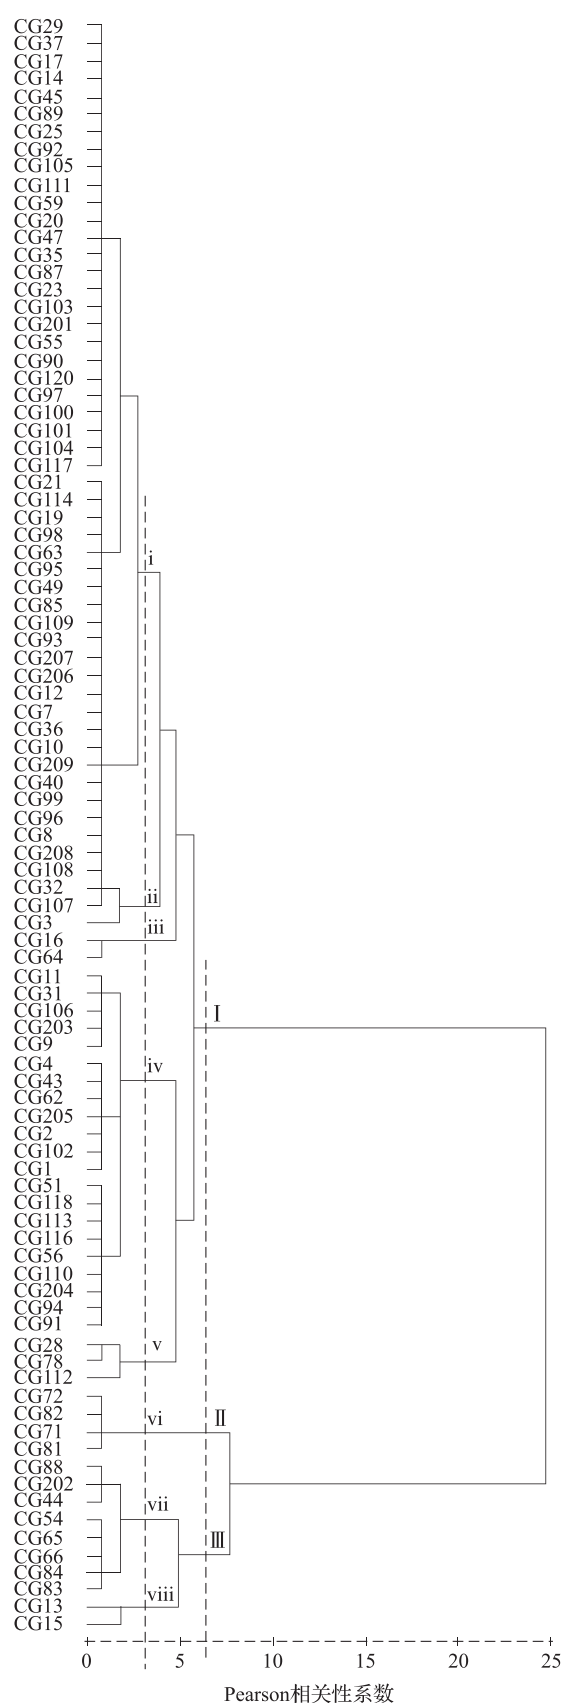 CG29
CG37
CG17
CG14
CG45
CG89
CG25
CG92
CG105
CG111
CG59
CG20
CG47
CG35
CG87
CG23
CG103
CG201
CG55
CG90
CG120
CG97
CG100
CG101
CG104
CG117
CG21
CG114
CG19
CG98
CG63
i
CG95
CG49
CG85
CG109
CG93
CG207
CG206
CG12
CG7
CG36
CG10
CG209
CG40
CG99
CG96
CG8
CG208
CG108
CG32
ii
CG107
CG3
iii
CG16
CG64
CG11
CG31
CG106
I
CG203
CG9
CG4
iv
CG43
CG62
CG205
CG2
CG102
CG1
CG51
CG118
CG113
CG116
CG56
CG110
CG204
CG94
CG91
CG28 v
CG78
CG112
CG72
CG82 vi II
CG71
CG81
CG88
CG202
CG44 vii
CG54
CG65 III
CG66
CG84
CG83 viii
CG13
CG15
0 5 10 15 20 25
Pearson相关性系数